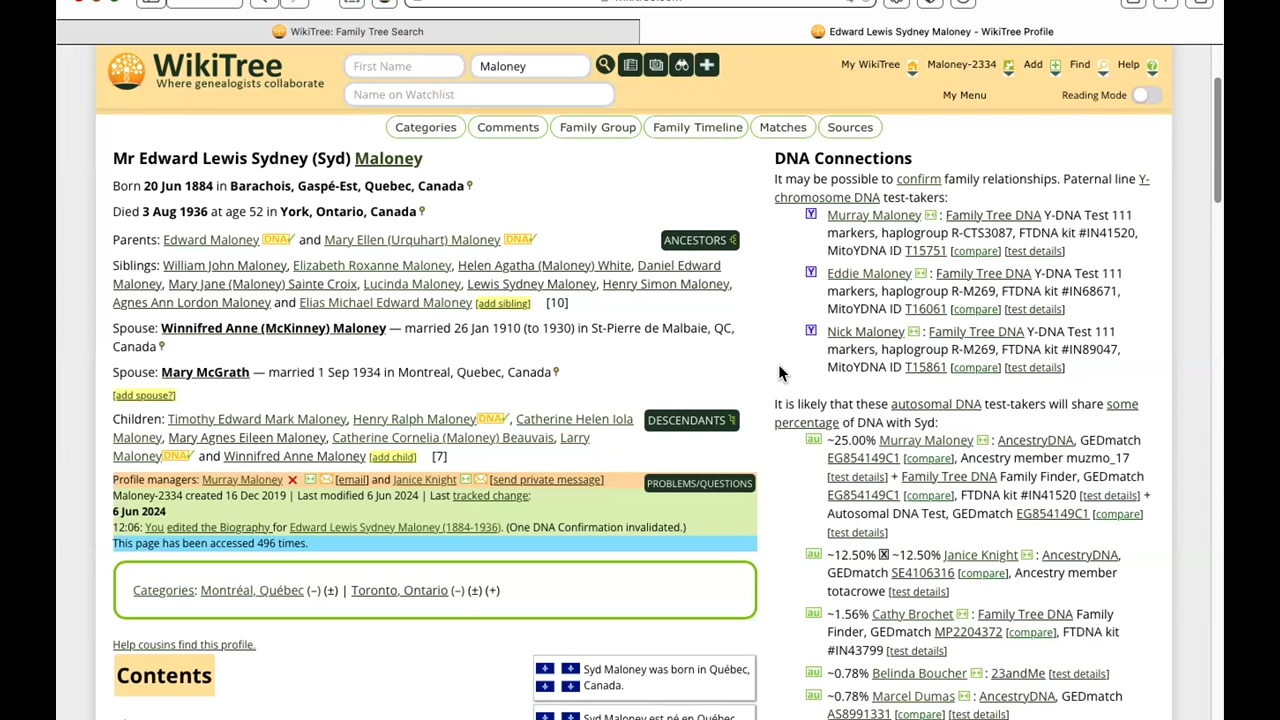 WikiTree: Family Tree Search
Edward Lewis Sydney Maloney - WikiTree Profile
WikiTree
Where genealogists collaborate
First Name
Maloney
Name on Watchlist
My WikiTree
Maloney-2334
Add
Find
Help
My Menu
Reading Mode
Categories
Comments
Family Group
Family Timeline
Matches
Sources
Mr Edward Lewis Sydney (Syd) Maloney
Born 20 Jun 1884 in Barachois, Gaspé-Est, Quebec, Canada
Died 3 Aug 1936 at age 52 in York, Ontario, Canada
Parents: Edward Maloney DNA and Mary Ellen (Urquhart) Maloney DNA
ANCESTORS
Siblings: William John Maloney, Elizabeth Roxanne Maloney, Helen Agatha (Maloney) White, Daniel Edward
Maloney, Mary Jane (Maloney) Sainte Croix, Lucinda Maloney, Lewis Sydney Maloney, Henry Simon Maloney,
Agnes Ann Lordon Maloney and Elias Michael Edward Maloney [add sibling] [10]
Spouse: Winnifred Anne (McKinney) Maloney — married 26 Jan 1910 (to 1930) in St-Pierre de Malbaie, QC,
Canada
Spouse: Mary McGrath — married 1 Sep 1934 in Montreal, Quebec, Canada
[add spouse?]
Children: Timothy Edward Mark Maloney, Henry Ralph Maloney DNA, Catherine Helen Iola
Maloney, Mary Agnes Eileen Maloney, Catherine Cornelia (Maloney) Beauvais, Larry
Maloney DNA and Winnifred Anne Maloney [add child] [7]
DESCENDANTS
Profile managers: Murray Maloney [email] and Janice Knight [send private message]
PROBLEMS/QUESTIONS
Maloney-2334 created 16 Dec 2019 | Last modified 6 Jun 2024 | Last tracked change:
6 Jun 2024
12:06: You edited the Biography for Edward Lewis Sydney Maloney (1884-1936). (One DNA Confirmation invalidated.)
This page has been accessed 496 times.
Categories: Montréal, Québec (−) (±) | Toronto, Ontario (−) (±) (+)
Help cousins find this profile.
Contents
Syd Maloney was born in Québec,
Canada.
Syd Maloney est né en Québec
DNA Connections
It may be possible to confirm family relationships. Paternal line Y-
chromosome DNA test-takers:
Y Murray Maloney : Family Tree DNA Y-DNA Test 111
markers, haplogroup R-CTS3087, FTDNA kit #IN41520,
MitoYDNA ID T15751 [compare] [test details]
Y Eddie Maloney : Family Tree DNA Y-DNA Test 111
markers, haplogroup R-M269, FTDNA kit #IN68671,
MitoYDNA ID T16061 [compare] [test details]
Y Nick Maloney : Family Tree DNA Y-DNA Test 111
markers, haplogroup R-M269, FTDNA kit #IN89047,
MitoYDNA ID T15861 [compare] [test details]
It is likely that these autosomal DNA test-takers will share some
percentage of DNA with Syd:
au ~25.00% Murray Maloney : AncestryDNA, GEDmatch
EG854149C1 [compare], Ancestry member muzmo_17
[test details] + Family Tree DNA Family Finder, GEDmatch
EG854149C1 [compare], FTDNA kit #IN41520 [test details] +
Autosomal DNA Test, GEDmatch EG854149C1 [compare]
[test details]
au ~12.50% X ~12.50% Janice Knight : AncestryDNA,
GEDmatch SE4106316 [compare], Ancestry member
totacrowe [test details]
au ~1.56% Cathy Brochet : Family Tree DNA Family
Finder, GEDmatch MP2204372 [compare], FTDNA kit
#IN43799 [test details]
au ~0.78% Belinda Boucher : 23andMe [test details]
au ~0.78% Marcel Dumas : AncestryDNA, GEDmatch
AS8991331 [compare] [test details]